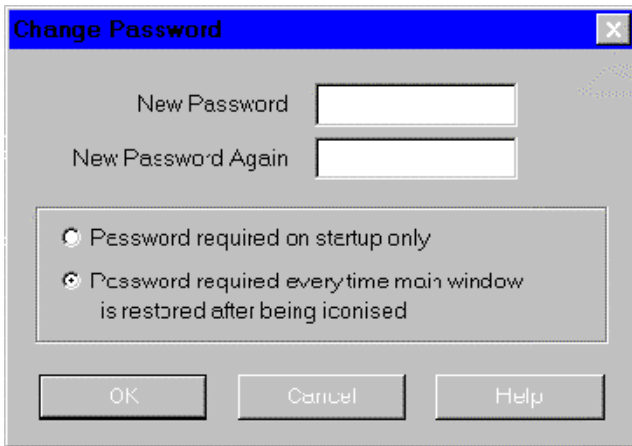 Change Password
New Password
New Password Again
Password required on startup only
Password required every time main window
is restored after being iconised
OK
Cancel
Help